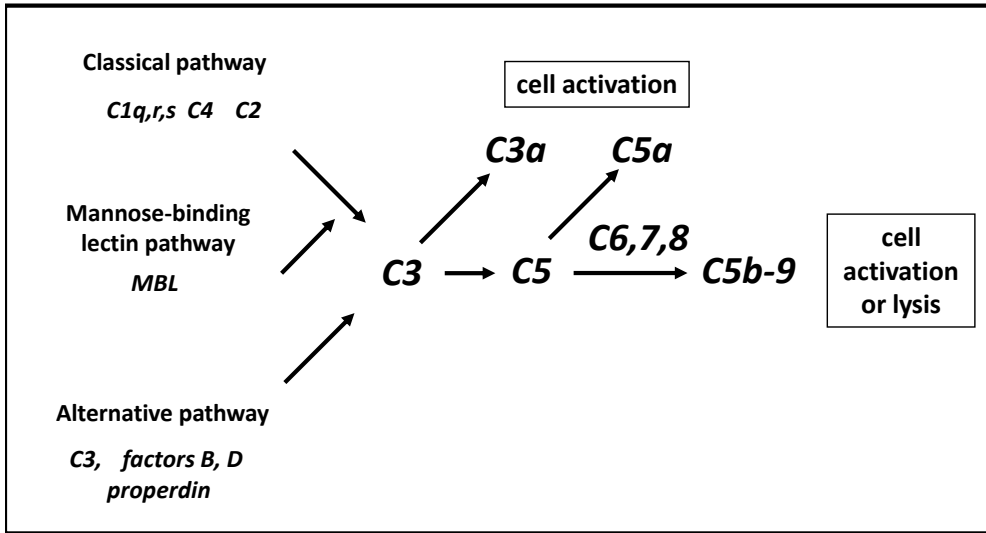 Classical pathway
C1q,r,s C4 C2
Mannose-binding
lectin pathway
MBL
Alternative pathway
C3, factors B, D
properdin
cell activation
C3a C5a
C6,7,8
C3 C5 C5b-9
cell
activation
or lysis